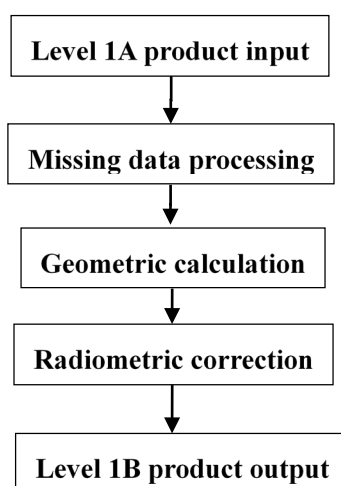 Level 1A product input
Missing data processing
Geometric calculation
Radiometric correction
Level 1B product output